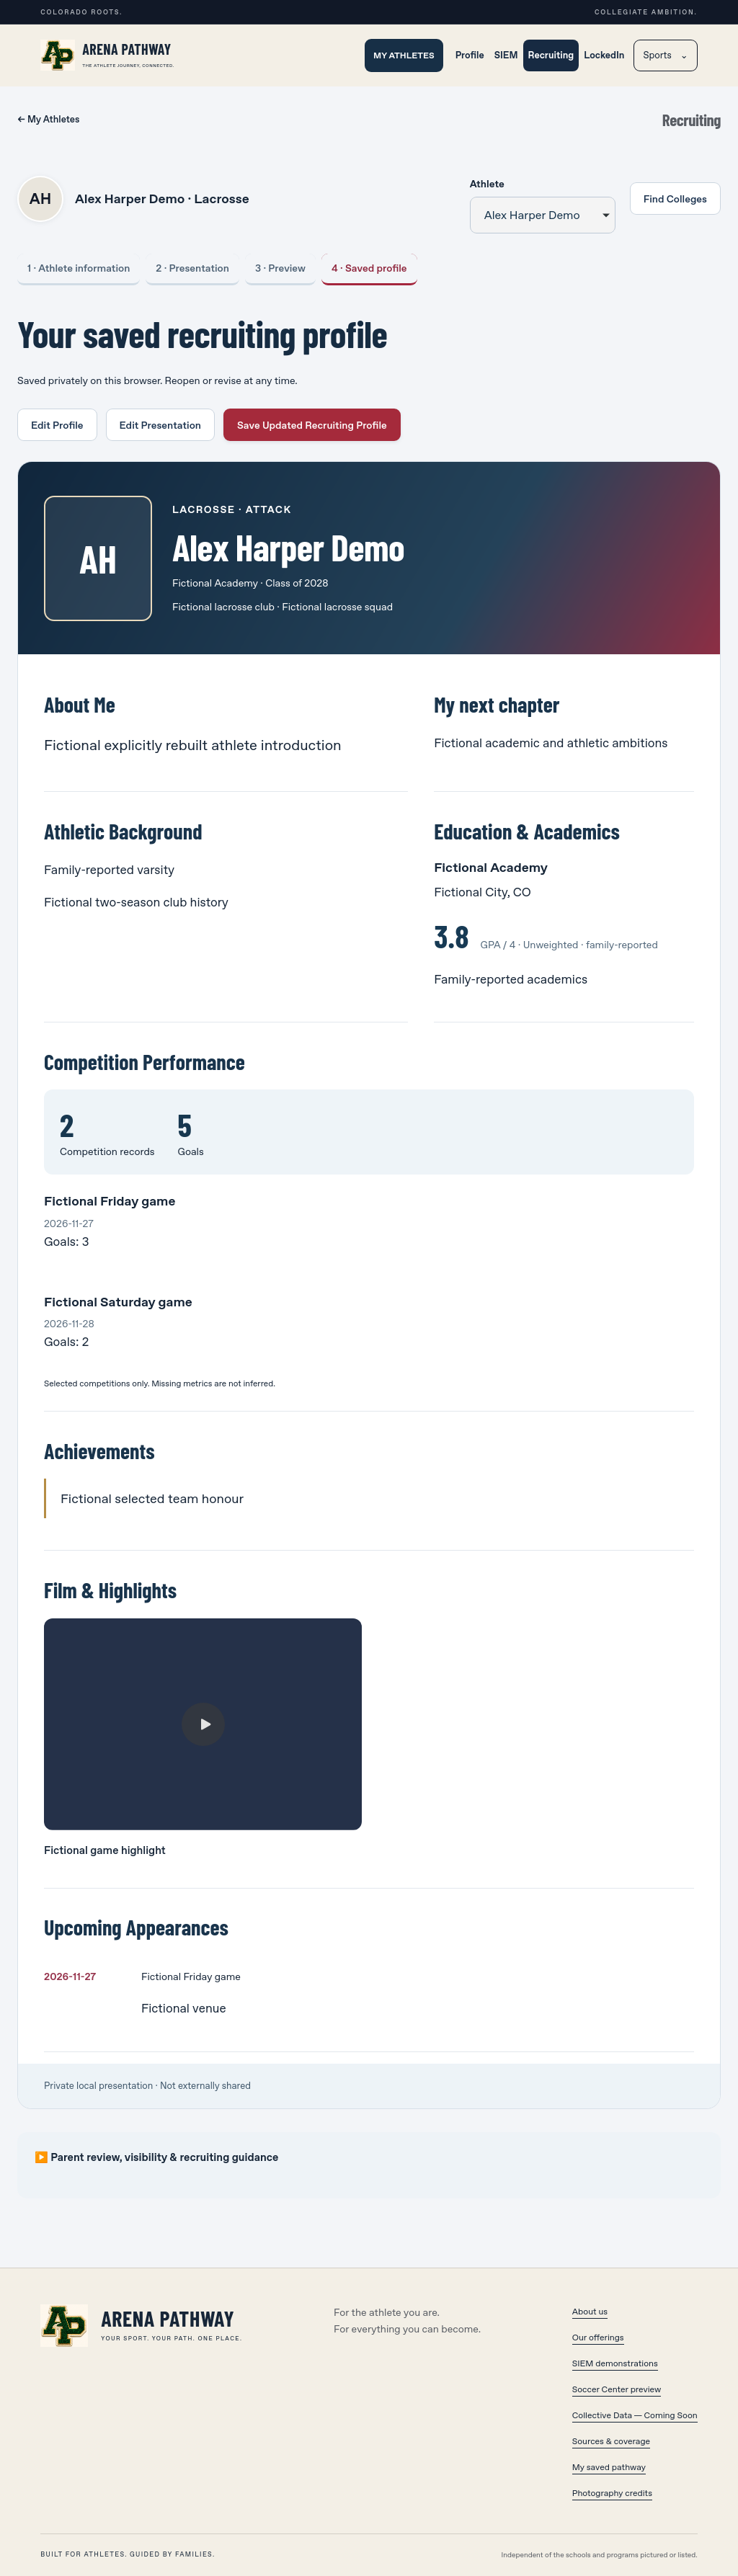 COLORADO ROOTS.
COLLEGIATE AMBITION.
AP
ARENA PATHWAY
THE ATHLETE JOURNEY, CONNECTED.
MY ATHLETES
Profile
SIEM
Recruiting
LockedIn
Sports
← My Athletes
Recruiting
AH
Alex Harper Demo · Lacrosse
Athlete
Alex Harper Demo
Find Colleges
1 · Athlete information
2 · Presentation
3 · Preview
4 · Saved profile
Your saved recruiting profile
Saved privately on this browser. Reopen or revise at any time.
Edit Profile
Edit Presentation
Save Updated Recruiting Profile
AH
LACROSSE · ATTACK
Alex Harper Demo
Fictional Academy · Class of 2028
Fictional lacrosse club · Fictional lacrosse squad
About Me
Fictional explicitly rebuilt athlete introduction
My next chapter
Fictional academic and athletic ambitions
Athletic Background
Family-reported varsity
Fictional two-season club history
Education & Academics
Fictional Academy
Fictional City, CO
3.8 GPA / 4 · Unweighted · family-reported
Family-reported academics
Competition Performance
2
Competition records
5
Goals
Fictional Friday game
2026-11-27
Goals: 3
Fictional Saturday game
2026-11-28
Goals: 2
Selected competitions only. Missing metrics are not inferred.
Achievements
Fictional selected team honour
Film & Highlights
Fictional game highlight
Upcoming Appearances
2026-11-27
Fictional Friday game
Fictional venue
Private local presentation · Not externally shared
Parent review, visibility & recruiting guidance
AP
ARENA PATHWAY
YOUR SPORT. YOUR PATH. ONE PLACE.
For the athlete you are.
For everything you can become.
About us
Our offerings
SIEM demonstrations
Soccer Center preview
Collective Data — Coming Soon
Sources & coverage
My saved pathway
Photography credits
BUILT FOR ATHLETES. GUIDED BY FAMILIES.
Independent of the schools and programs pictured or listed.